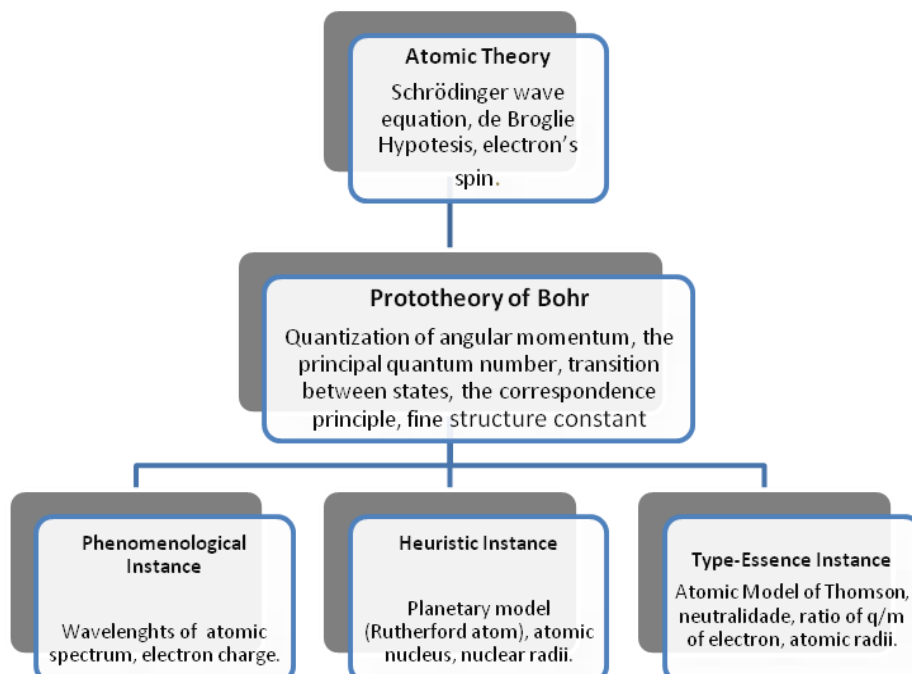 Atomic Theory
Schrödinger wave
equation, de Broglie
Hypotesis, electron's
spin.
Prototheory of Bohr
Quantization of angular momentum, the
principal quantum number, transition
between states, the correspondence
principle, fine structure constant
Phenomenological
Instance
Wavelenghts of atomic
spectrum, electron charge.
Heuristic Instance
Planetary model
(Rutherford atom), atomic
nucleus, nuclear radii.
Type-Essence Instance
Atomic Model of Thomson,
neutralidade, ratio of q/m
of electron, atomic radii.